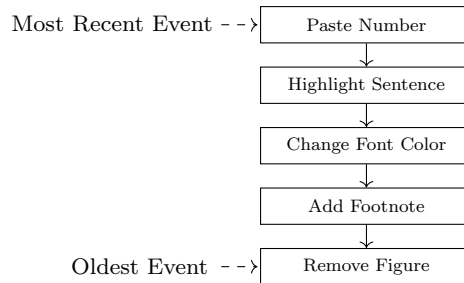 Most Recent Event Paste Number
Highlight Sentence
Change Font Color
Add Footnote
Oldest Event Remove Figure